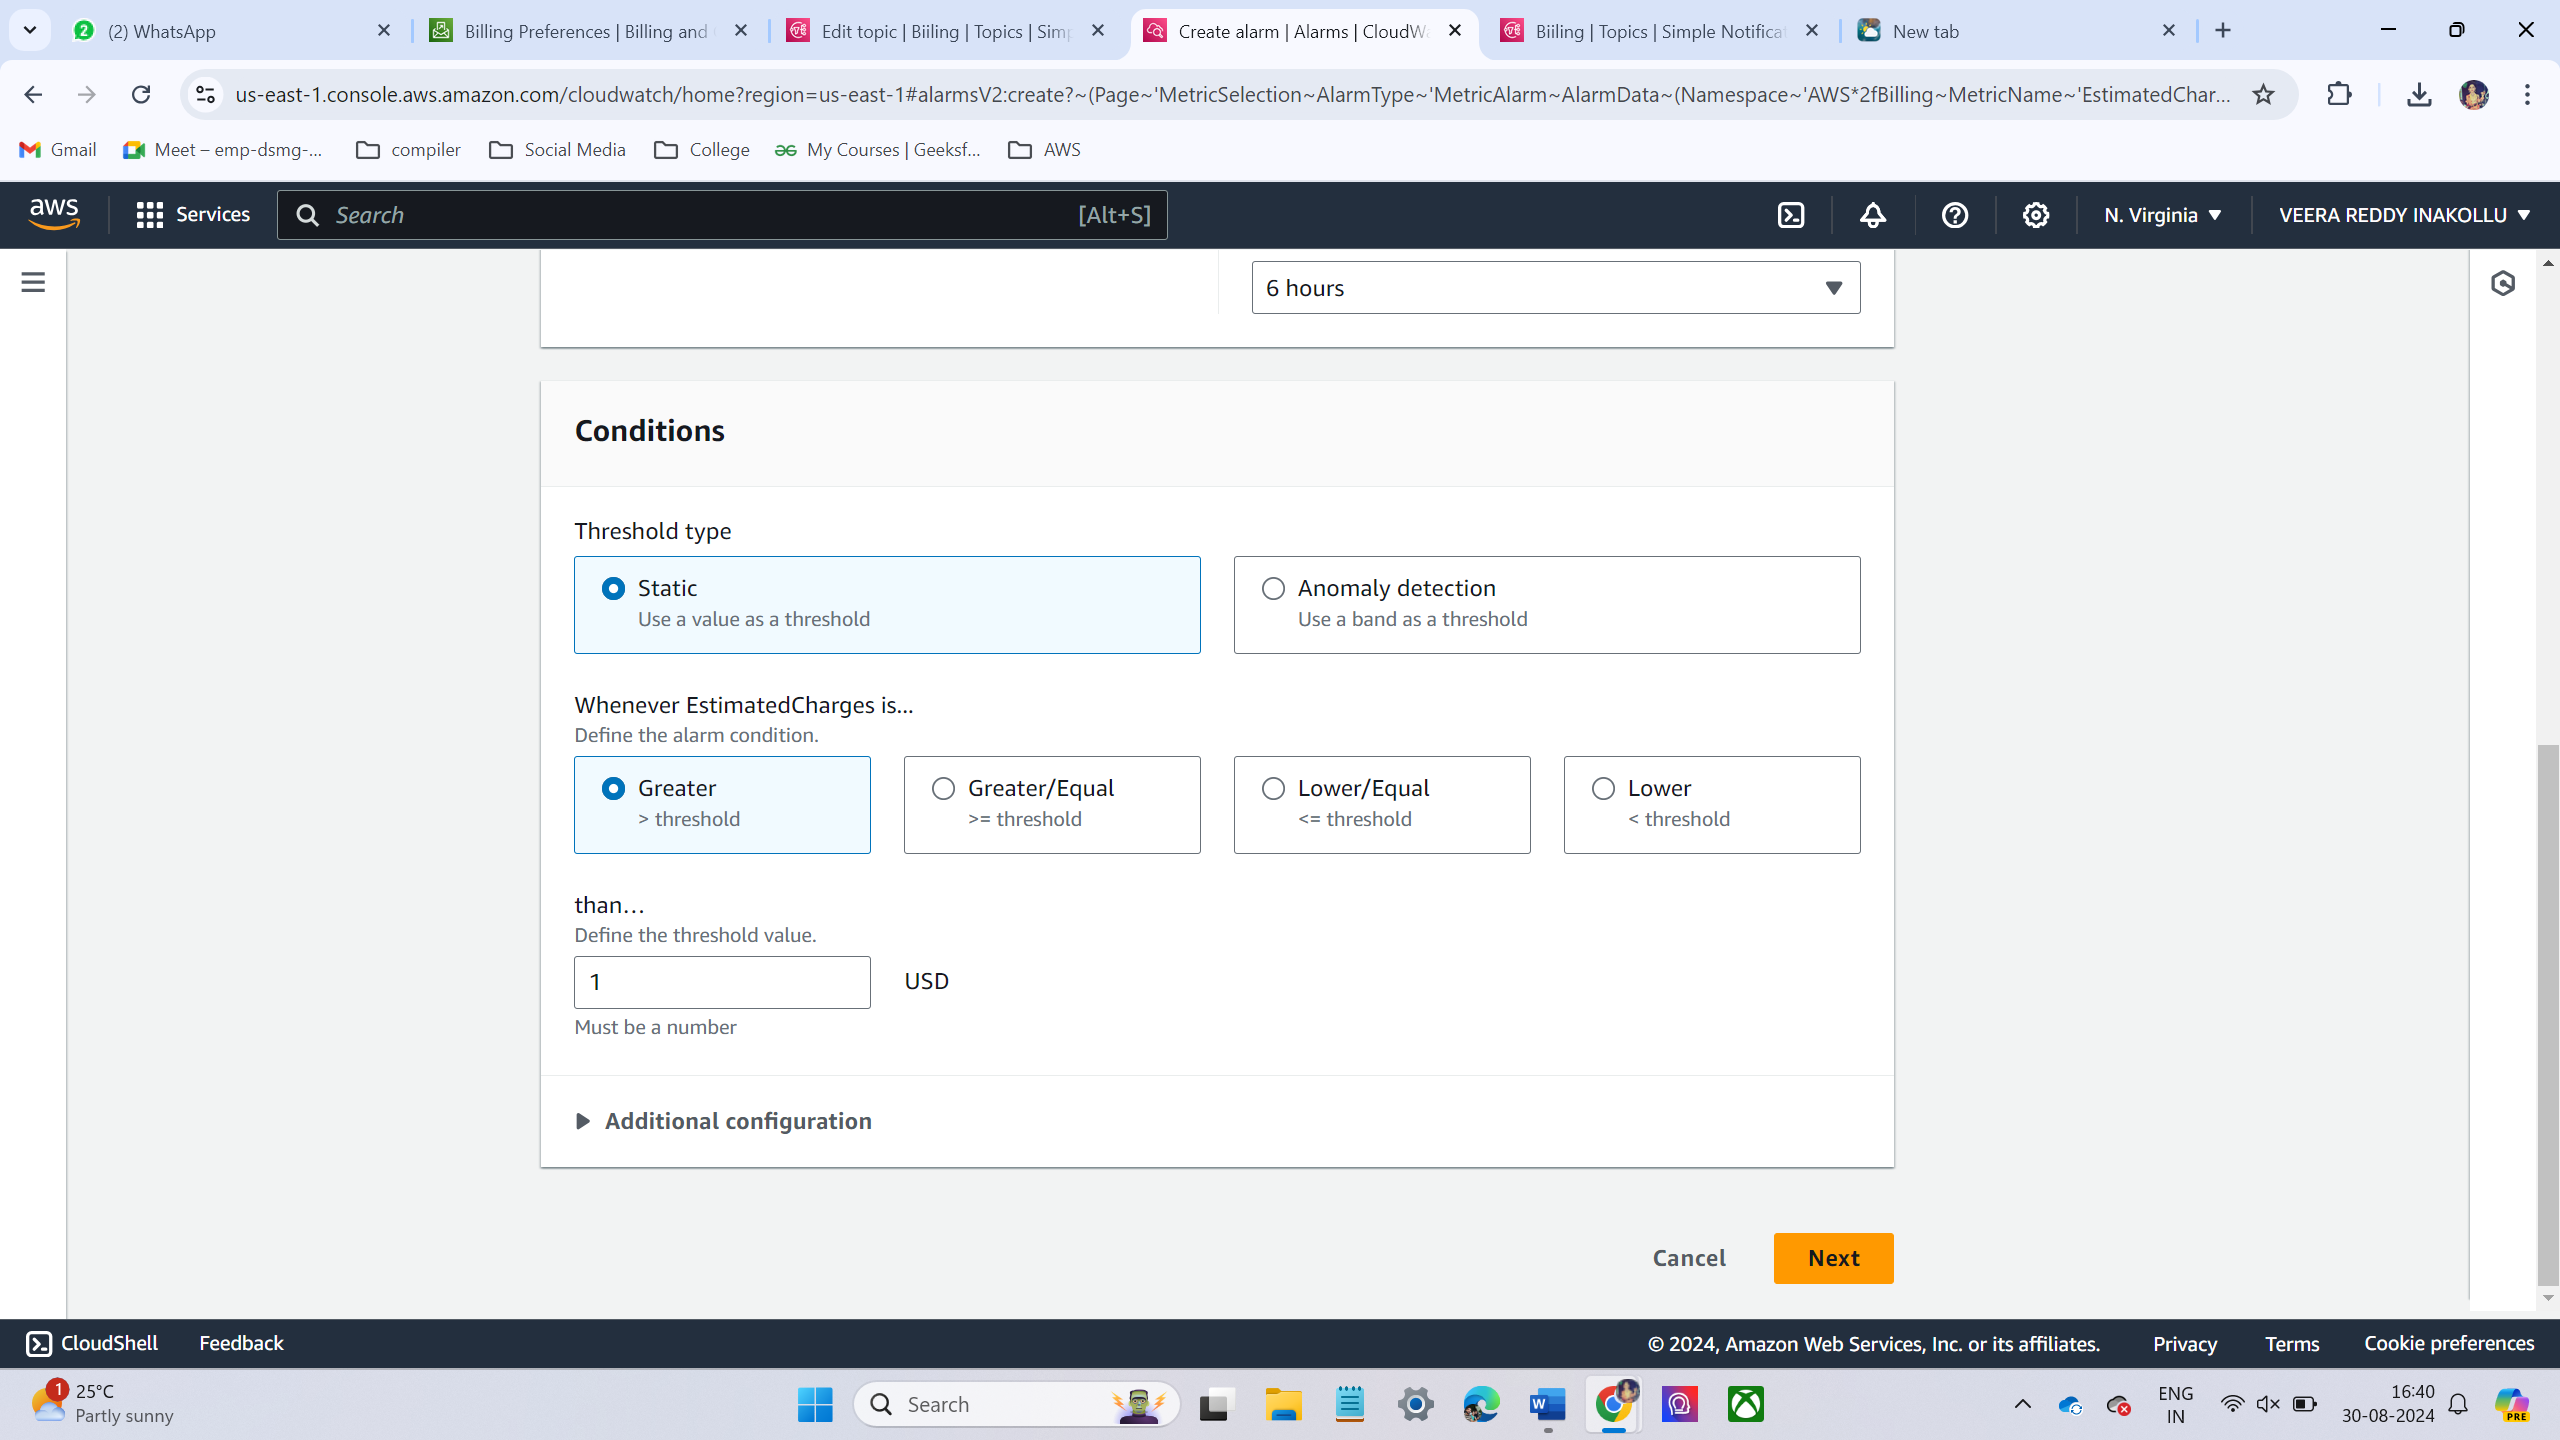 (2) WhatsApp
Billing Preferences | Billing and
Edit topic | Biiling | Topics | Sim
Create alarm | Alarms | CloudW
Biiling | Topics | Simple Notifica
New tab
us-east-1.console.aws.amazon.com/cloudwatch/home?region=us-east-1#alarmsV2:create?~(Page~'MetricSelection~AlarmType~'MetricAlarm~AlarmData~(Namespace~'AWS*2fBilling~MetricName~'EstimatedChar...
Gmail
Meet – emp-dsmg-...
compiler
Social Media
College
My Courses | Geeksf...
AWS
aws
Services
Search
[Alt+S]
N. Virginia
VEERA REDDY INAKOLLU
6 hours
Conditions
Threshold type
Static
Use a value as a threshold
Anomaly detection
Use a band as a threshold
Whenever EstimatedCharges is...
Define the alarm condition.
Greater
> threshold
Greater/Equal
>= threshold
Lower/Equal
<= threshold
Lower
< threshold
than...
Define the threshold value.
1
USD
Must be a number
Additional configuration
Cancel
Next
CloudShell
Feedback
© 2024, Amazon Web Services, Inc. or its affiliates.
Privacy
Terms
Cookie preferences
1
25°C
Partly sunny
Search
ENG
IN
16:40
30-08-2024
PRE